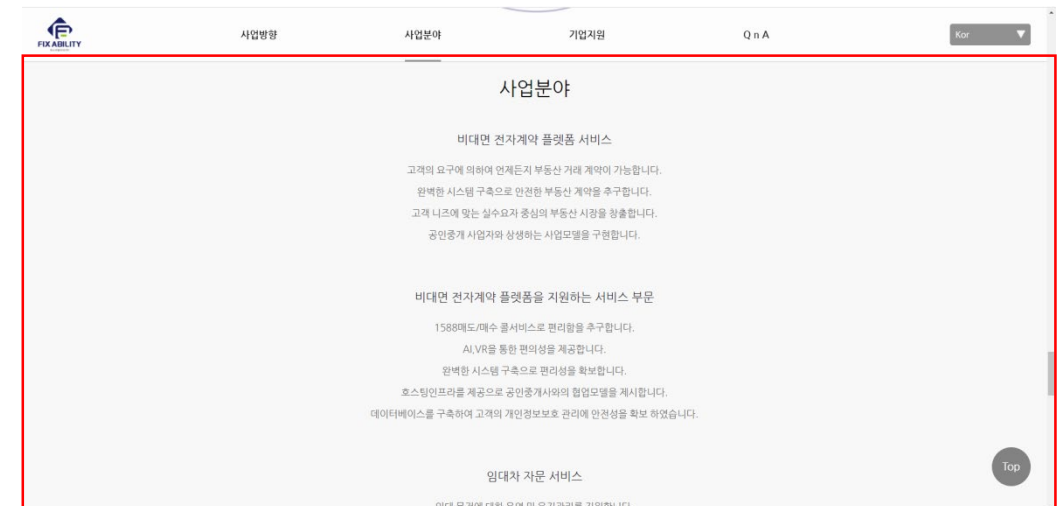 FIX ABILITY
사업방향
사업분야
기업지원
Q n A
Kor
사업분야
비대면 전자계약 플렛폼 서비스
고객의 요구에 의하여 언제든지 부동산 거래 계약이 가능합니다.
완벽한 시스템 구축으로 안전한 부동산 계약을 추구합니다.
고객 니즈에 맞는 실수요자 중심의 부동산 시장을 창출합니다.
공인중개 사업자와 상생하는 사업모델을 구현합니다.
비대면 전자계약 플렛폼을 지원하는 서비스 부문
1588매도/매수 콜서비스로 편리함을 추구합니다.
AI,VR을 통한 편의성을 제공합니다.
완벽한 시스템 구축으로 편리성을 확보합니다.
호스팅인프라를 제공으로 공인중개사와의 협업모델을 제시합니다.
데이터베이스를 구축하여 고객의 개인정보보호 관리에 안전성을 확보 하였습니다.
Top
임대차 자문 서비스